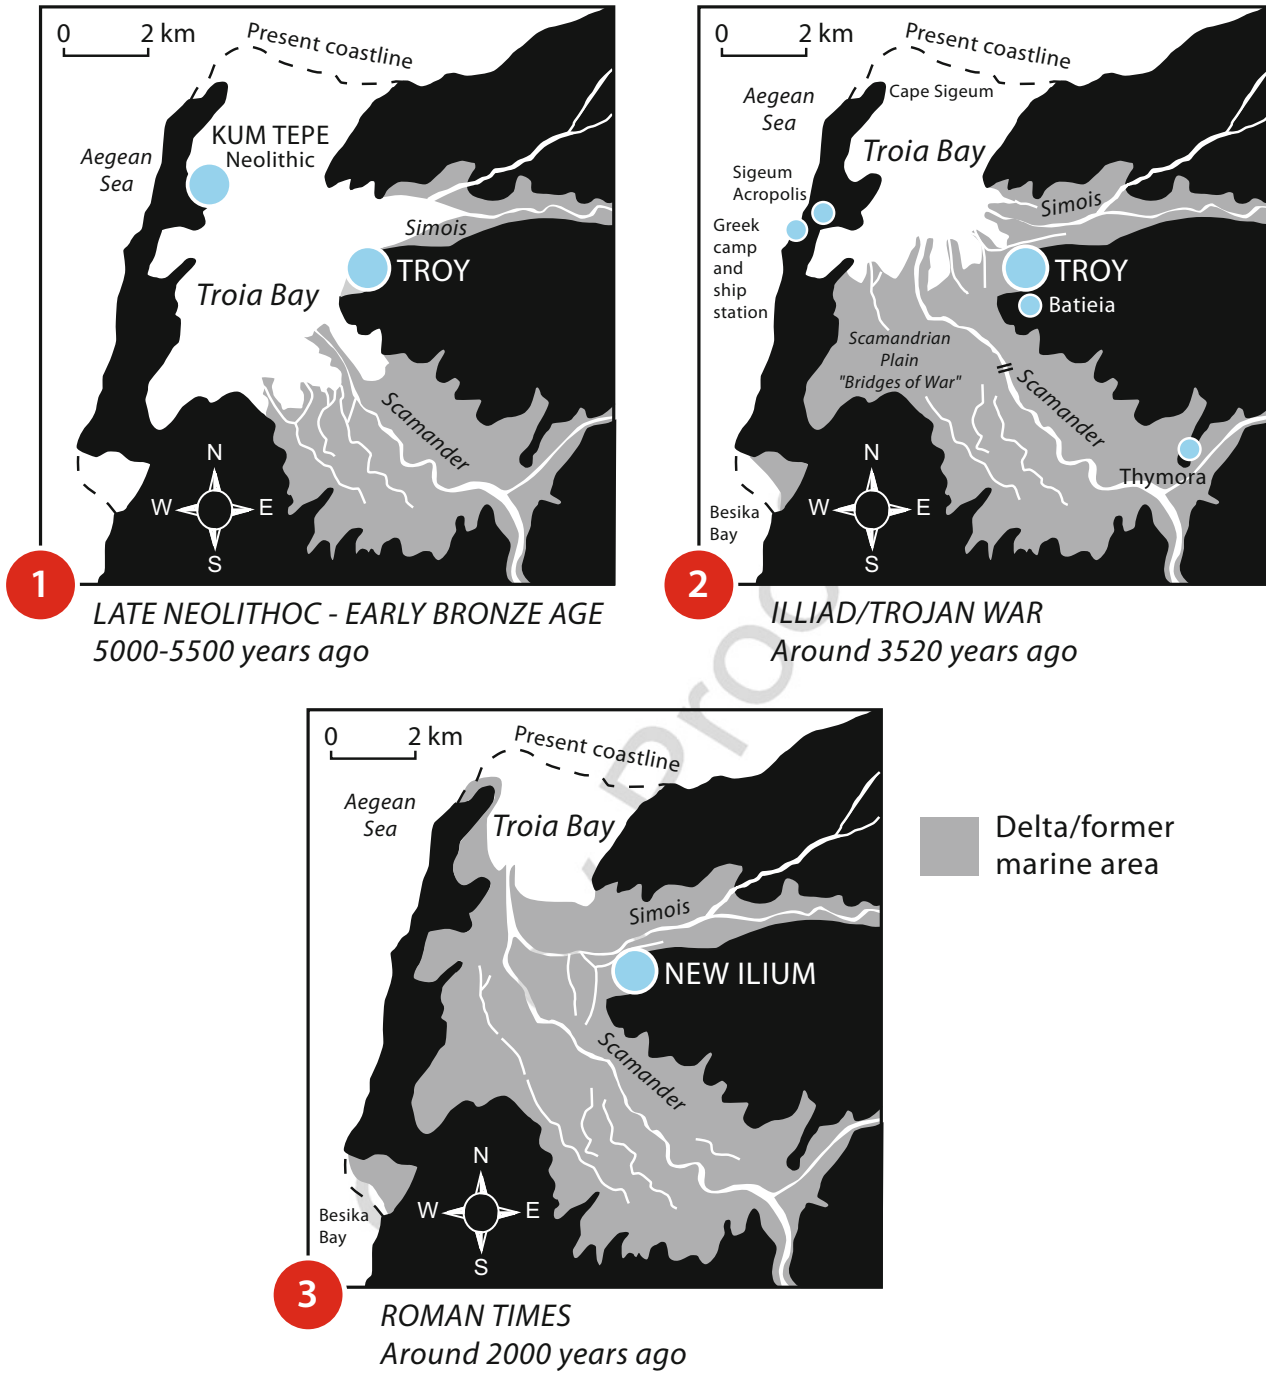 0 2 km
Present coastline
Aegean
Sea
KUM TEPE
Neolithic
Simois
TROY
Troia Bay
Scamander
N
W E
S
1
LATE NEOLITHOC - EARLY BRONZE AGE
5000-5500 years ago
0 2 km
Present coastline
Aegean
Sea
Cape Sigeum
Troia Bay
Sigeum
Acropolis
Simois
Greek
camp
and
ship
station
TROY
Batieia
Scamandrian
Plain
"Bridges of War"
Scamander
Thymora
N
W E
S
Besika
Bay
2
ILLIAD/TROJAN WAR
Around 3520 years ago
Proo
0 2 km
Present coastline
Aegean
Sea
Troia Bay
Simois
NEW ILIUM
Scamander
N
W E
S
Besika
Bay
3
ROMAN TIMES
Around 2000 years ago
Delta/former
marine area